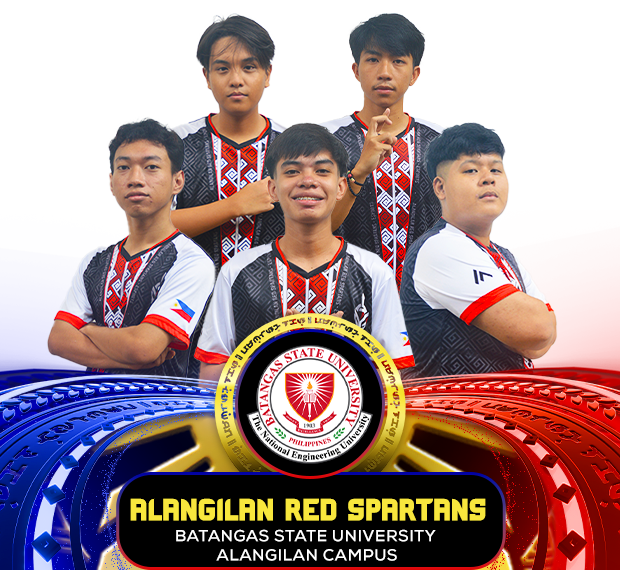 BATANGAS STATE UNIVERSITY
1903
PHILIPPINES
The National Engineering University
ALANGILAN RED SPARTANS
BATANGAS STATE UNIVERSITY
ALANGILAN CAMPUS